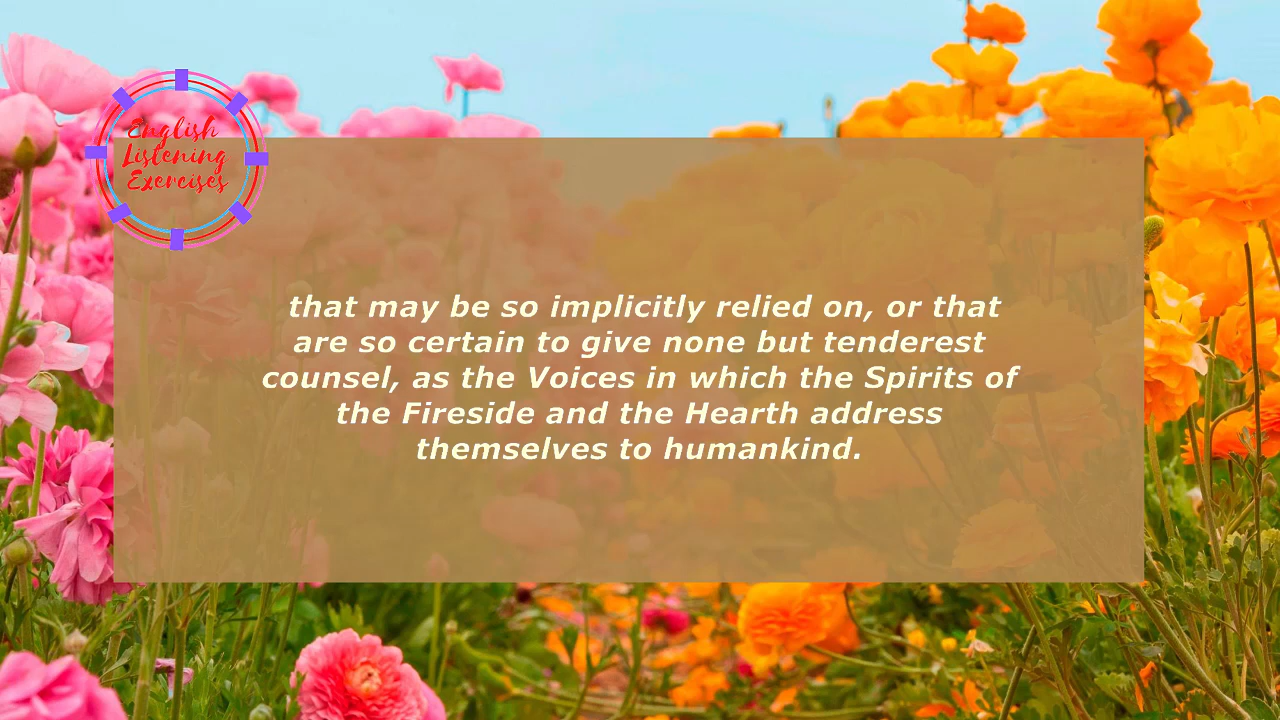 English
Listening
Exercises
that may be so implicitly relied on, or that
are so certain to give none but tenderest
counsel, as the Voices in which the Spirits of
the Fireside and the Hearth address
themselves to humankind.